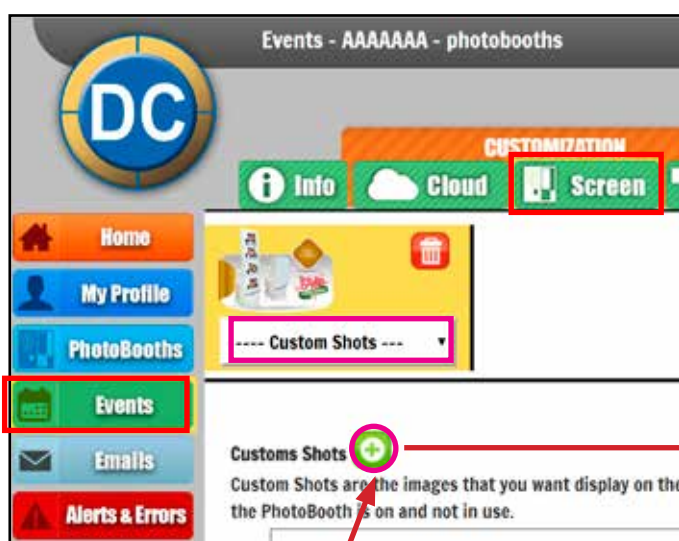 Events - AAAAAAA - photobooths
DC
CUSTOMIZATION
Info
Cloud
Screen
Home
My Profile
PhotoBooths
Events
Emails
Alerts & Errors
---- Custom Shots ---
Customs Shots
Custom Shots are the images that you want display on the
the PhotoBooth is on and not in use.